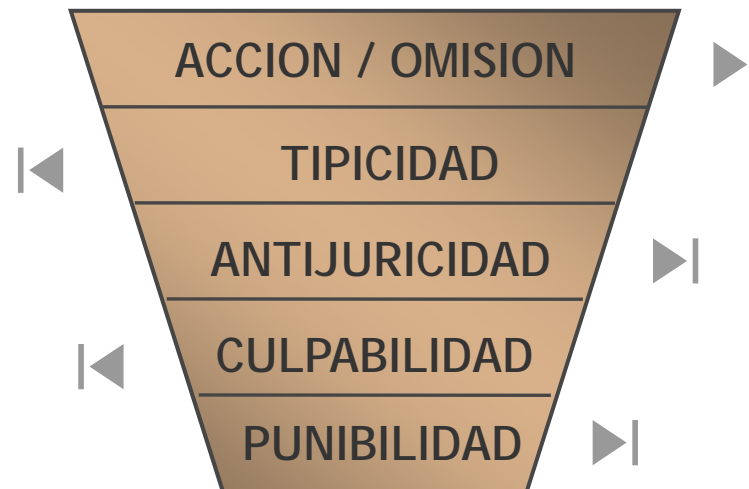 ACCION / OMISION
TIPICIDAD
ANTIJURICIDAD
CULPABILIDAD
PUNIBILIDAD